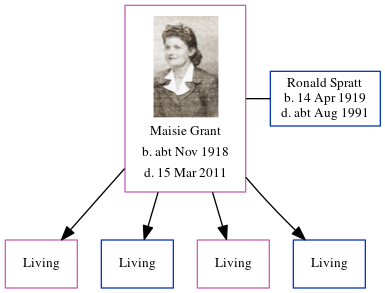 Maisie Grant
b. abt Nov 1918
d. 15 Mar 2011
Ronald Spratt
b. 14 Apr 1919
d. abt Aug 1991
Living
Living
Living
Living